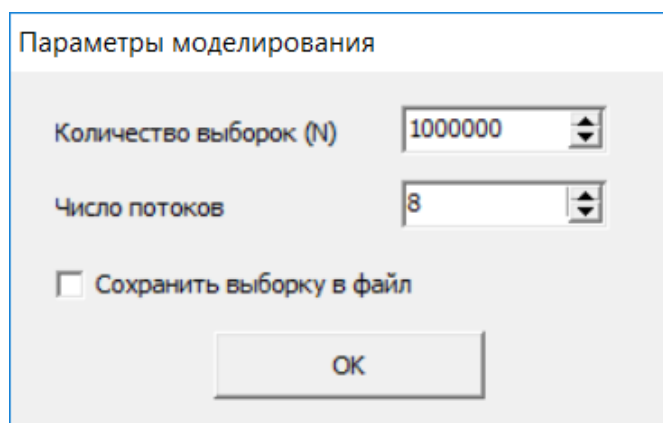 Параметры моделирования
Количество выборок (N) 1000000
Число потоков 8
Сохранить выборку в файл
OK